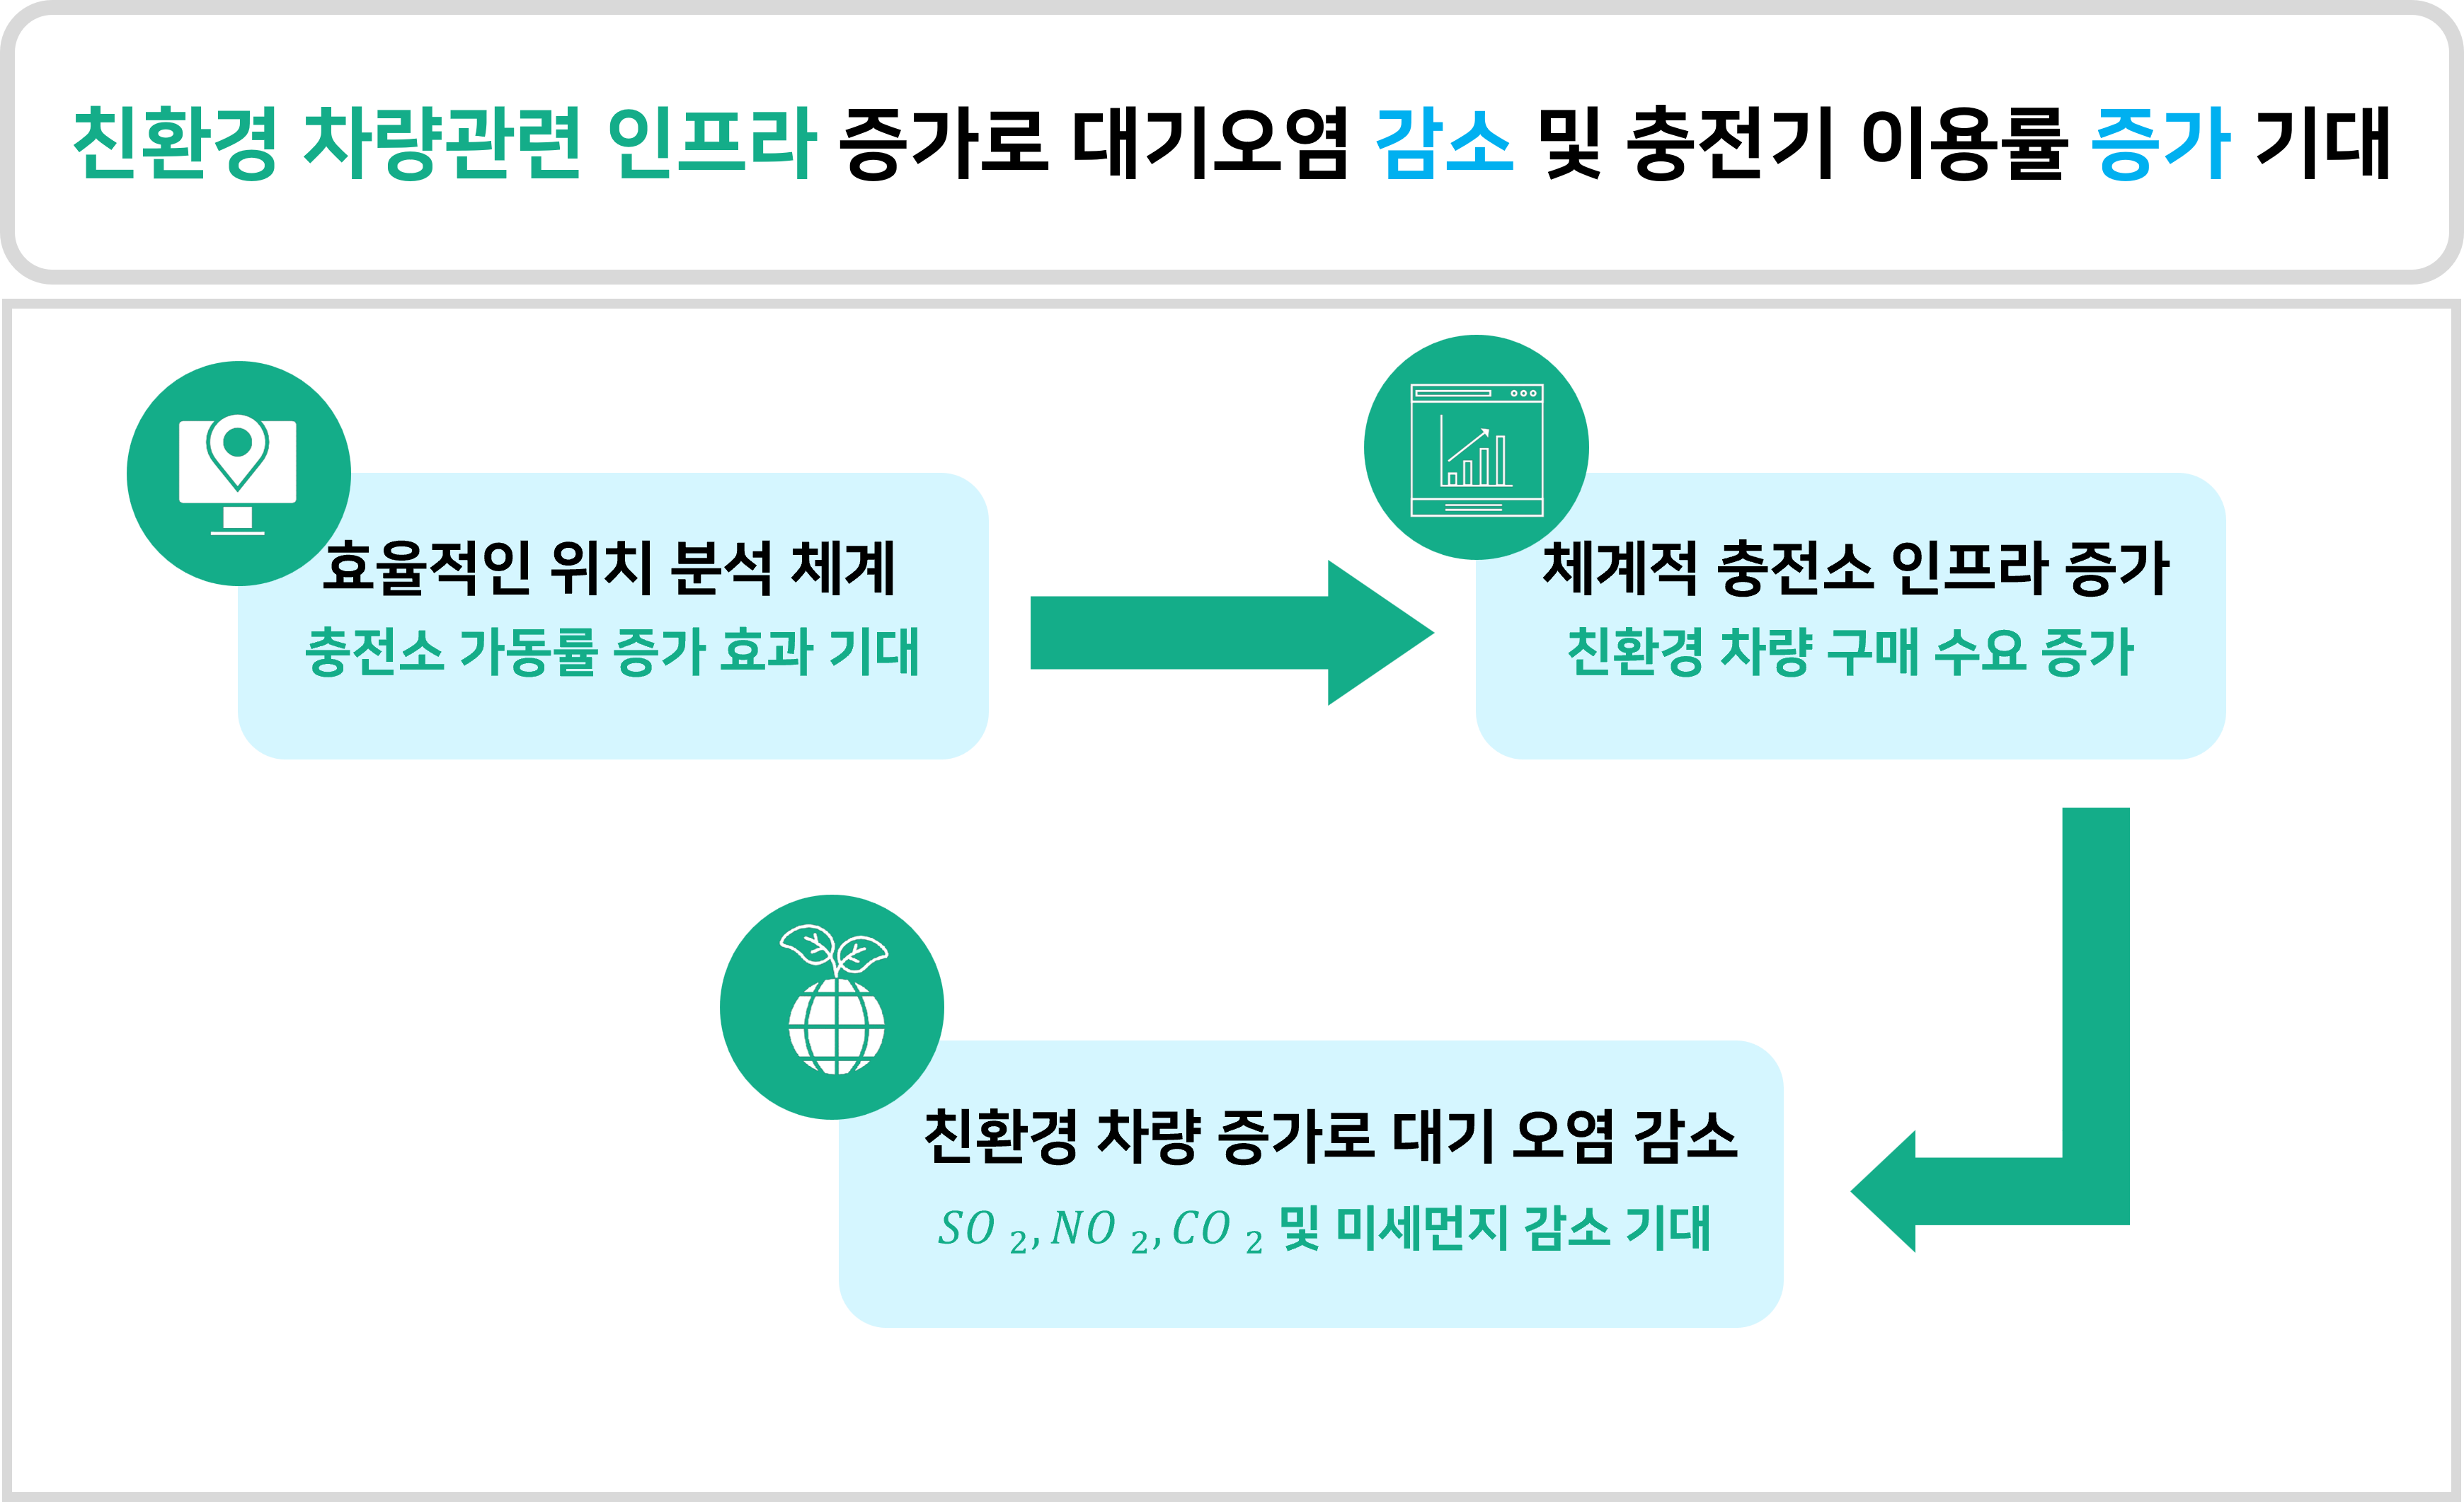 친환경 차량관련 인프라 증가로 대기오염 감소 및 충전기 이용률 증가 기대
효율적인 위치 분석 체계
충전소 가동률 증가 효과 기대
체계적 충전소 인프라 증가
친환경 차량 구매 수요 증가
친환경 차량 증가로 대기 오염 감소
SO₂,NO₂,CO₂ 및 미세먼지 감소 기대